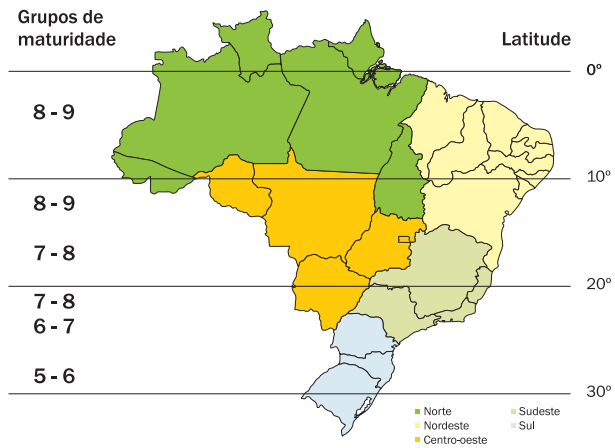 Grupos de
maturidade
Latitude
0º
8 - 9
10º
8 - 9
7 - 8
20º
7 - 8
6 - 7
5 - 6
30º
Norte
Nordeste
Centro-oeste
Sudeste
Sul